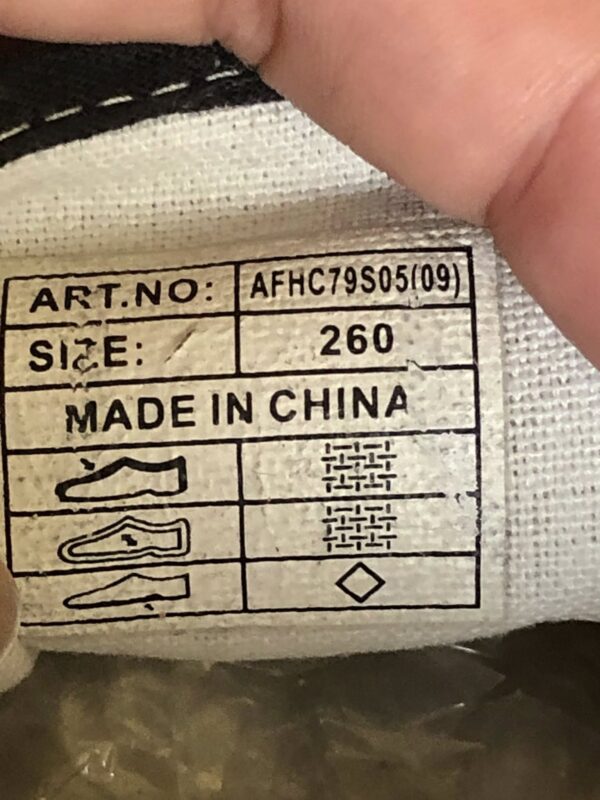 ART.NO: AFHC79S05(09)
SIZE: 260
MADE IN CHINA